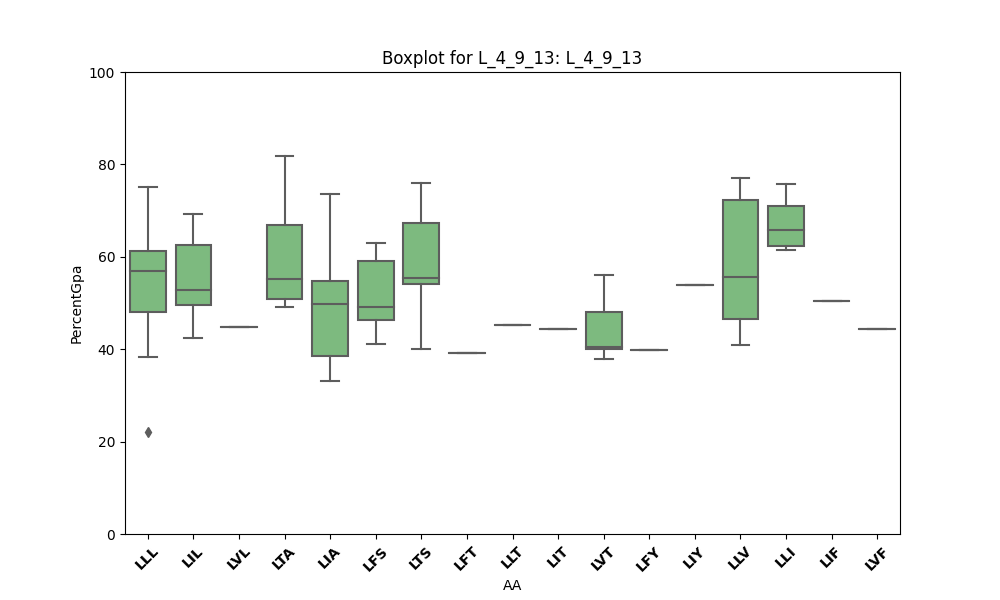 Boxplot for L_4_9_13: L_4_9_13
PercentGpa
100
80
60
40
20
0
LLL LIL LVL LTA LIA LFS LTS LFT LLT LIT LVT LFY LIY LLV LLI LIF LVF
AA